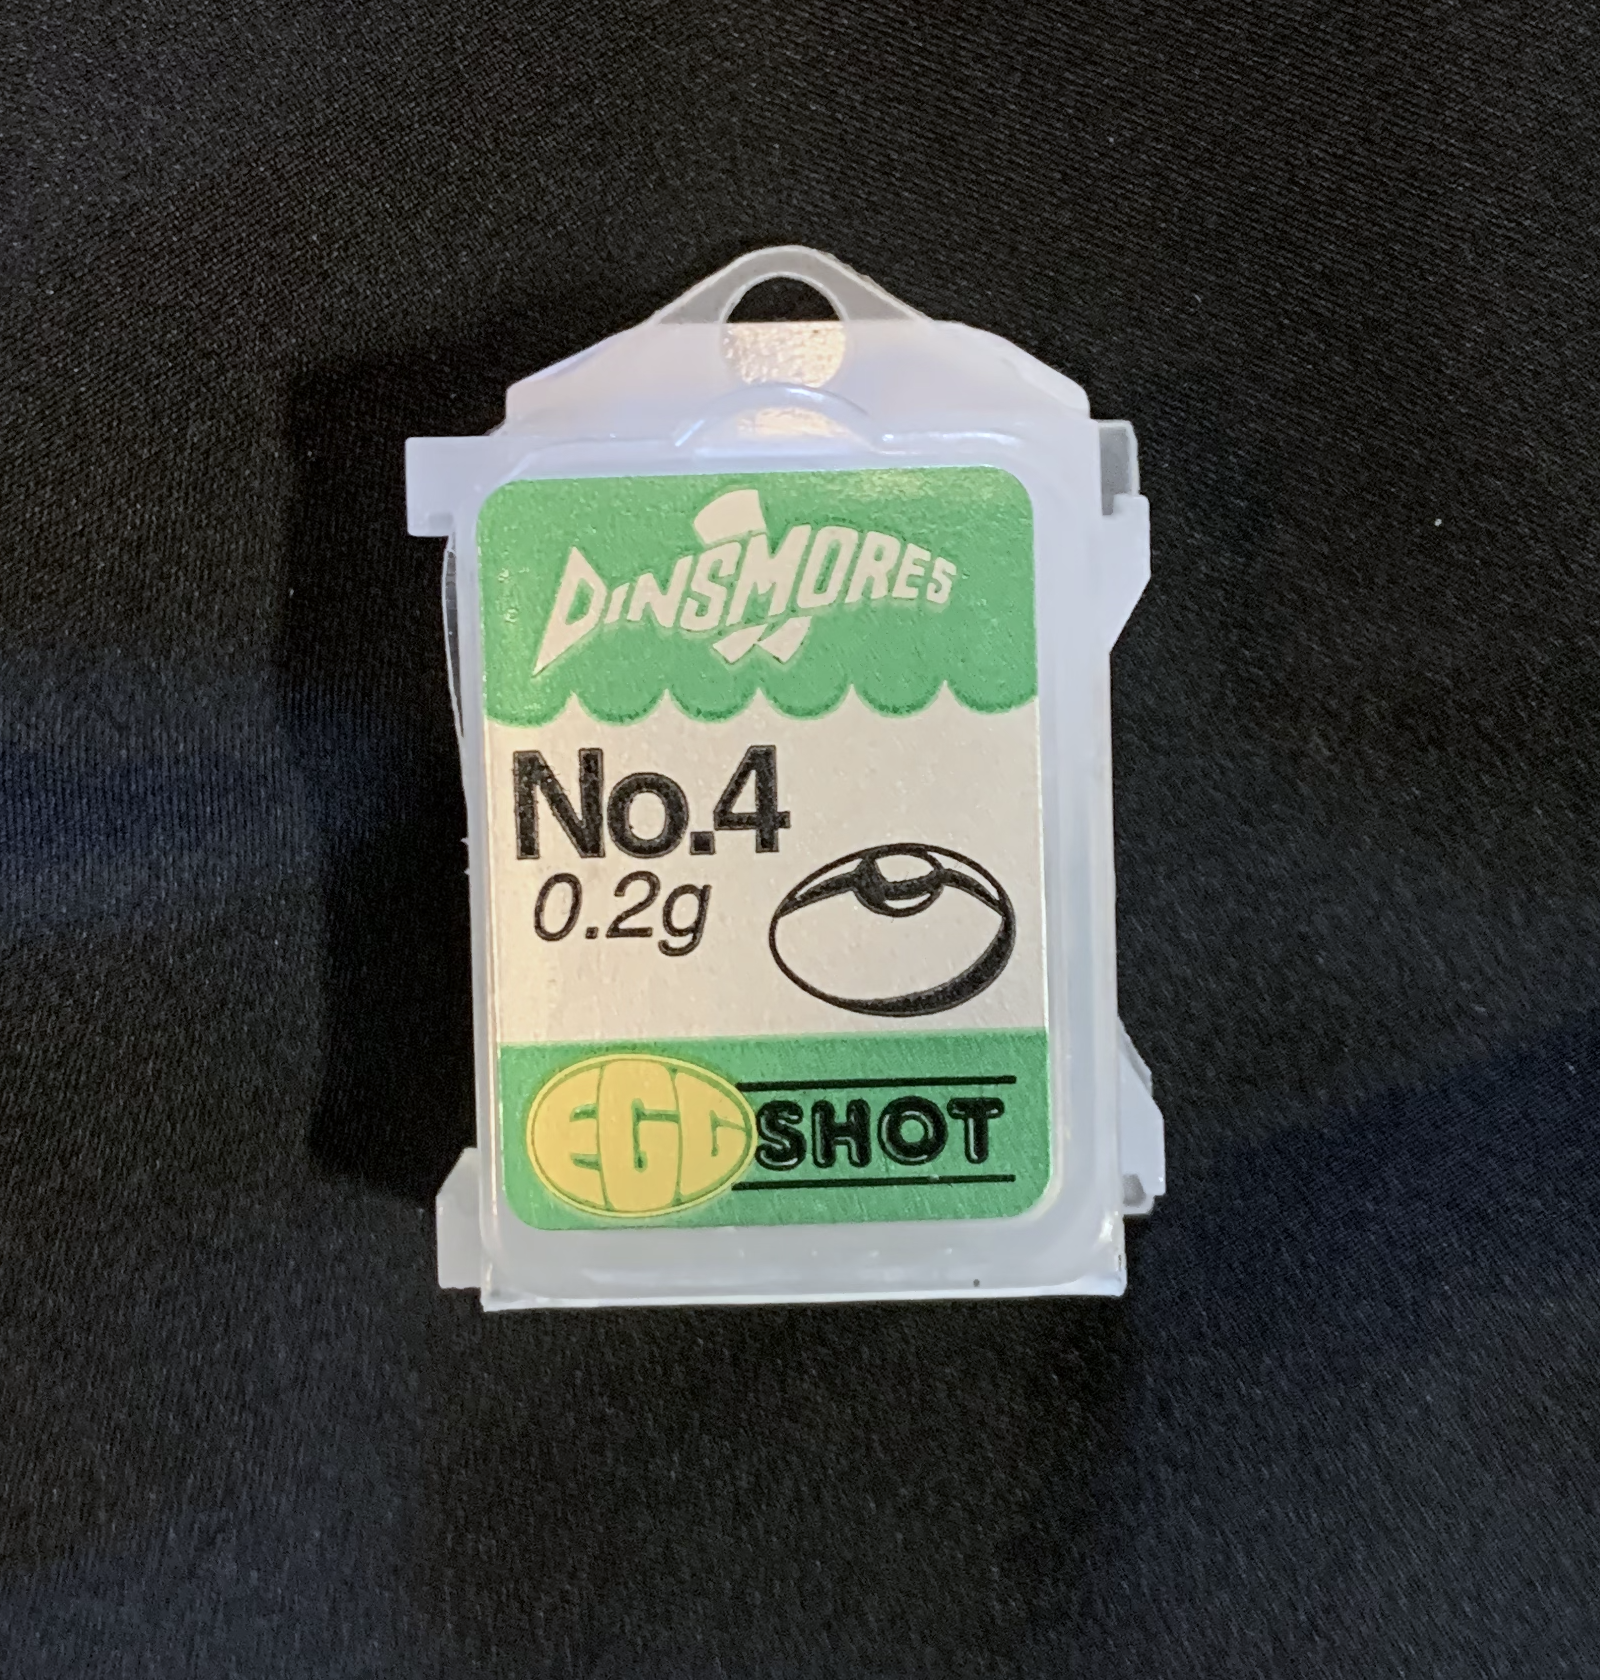 DINSMORES
No.4
0.2g
EGG SHOT